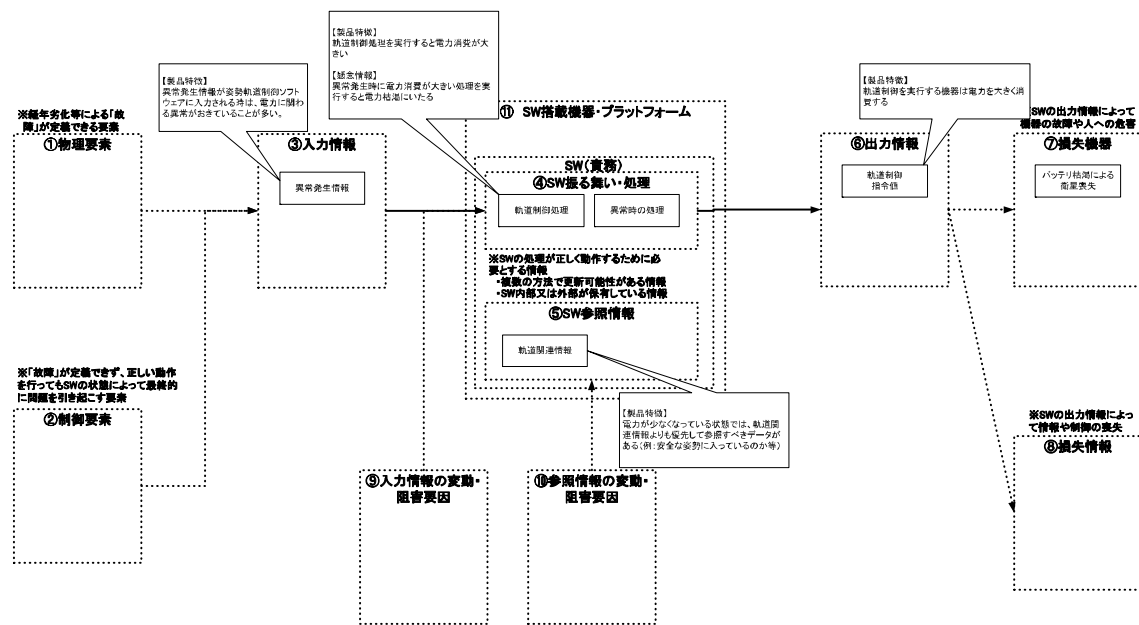 【製品特徴】
軌道制御処理を実行すると電力消費が大
きい
【懸念情報】
異常発生時に電力消費が大きい処理を実
行すると電力枯渇にいたる
【製品特徴】
異常発生情報が姿勢軌道制御ソフト
ウェアに入力される時は、電力に関わ
る異常がおきていることが多い。
【製品特徴】
軌道制御を実行する機器は電力を大きく消
費する
※経年劣化等による「故
障」が定義できる要素
①物理要素
③入力情報
異常発生情報
⑪ SW搭載機器・プラットフォーム
SW(責務)
④SW振る舞い・処理
軌道制御処理
異常時の処理
※SWの処理が正しく動作するために必
要とする情報
・複数の方法で更新可能性がある情報
・SW内部又は外部が保有している情報
⑤SW参照情報
軌道関連情報
⑥出力情報
軌道制御
指令値
SWの出力情報によって
機器の故障や人への危害
⑦損失機器
バッテリ枯渇による
衛星喪失
※「故障」が定義できず、正しい動作
を行ってもSWの状態によって最終的
に問題を引き起こす要素
②制御要素
【製品特徴】
電力が少なくなっている状態では、軌道関
連情報よりも優先して参照すべきデータが
ある(例:安全な姿勢に入っているのか等)
※SWの出力情報によっ
て情報や制御の喪失
⑧損失情報
⑨入力情報の変動・
阻害要因
⑩参照情報の変動・
阻害要因